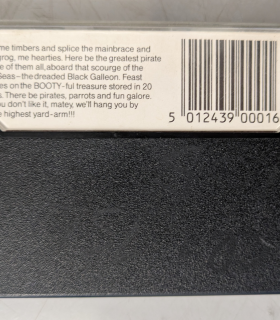 me timbers and splice the mainbrace and
grog, me hearties. Here be the greatest pirate
e of them all, aboard that scourge of the
Seas – the dreaded Black Galleon. Feast
es on the BOOTY-ful treasure stored in 20
s. There be pirates, parrots and fun galore.
ou don't like it, matey, we'll hang you by
e highest yard-arm!!!
5 012439 00016